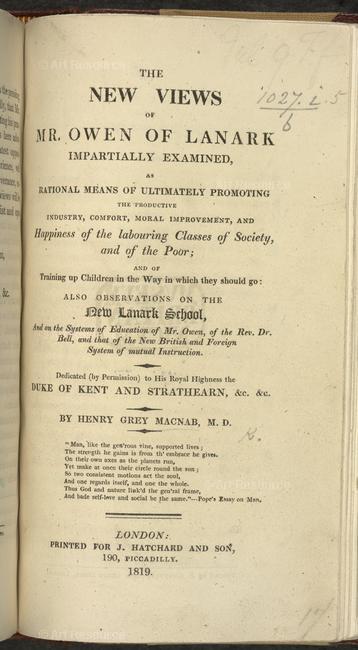 THE
NEW VIEWS
OF
MR. OWEN OF LANARK
IMPARTIALLY EXAMINED,
AS
RATIONAL MEANS OF ULTIMATELY PROMOTING
THE PRODUCTIVE
INDUSTRY, COMFORT, MORAL IMPROVEMENT, AND
Happiness of the labouring Classes of Society,
and of the Poor;
AND OF
Training up Children in the Way in which they should go:
ALSO OBSERVATIONS ON THE
New Lanark School,
And on the Systems of Education of Mr. Owen, of the Rev. Dr.
Bell, and that of the New British and Foreign
System of mutual Instruction.
Dedicated (by Permission) to His Royal Highness the
DUKE OF KENT AND STRATHEARN, &c. &c.
BY HENRY GREY MACNAB, M. D.
"Man, like the gen'rous vine, supported lives;
The strength he gains is from th' embrace he gives.
On their own axes as the planets run,
Yet make at once their circle round the sun;
So two consistent motions act the soul,
And one regards itself, and one the whole.
Thus God and nature link'd the gen'ral frame,
And bade self-love and social be the same."---Pope's Essay on Man.
LONDON:
PRINTED FOR J. HATCHARD AND SON,
190, PICCADILLY.
1819.
1027. i. 5
6
K.
17
© Art Resource